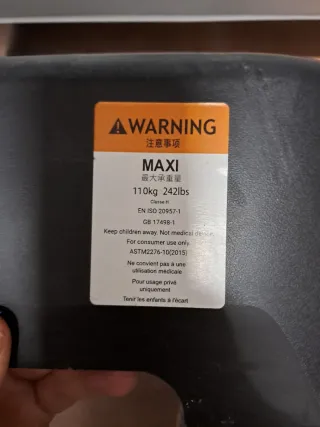 WARNING
注意事项
MAXI
最大承重量
110kg 242lbs
Classe H
EN ISO 20957-1
GB 17498-1
Keep children away. Not medical device
For consumer use only
ASTM2276-10(2015)
Ne convient pas à une
utilisation medicale
Pour usage privé
uniquement
Tenir les enfants à l'écart